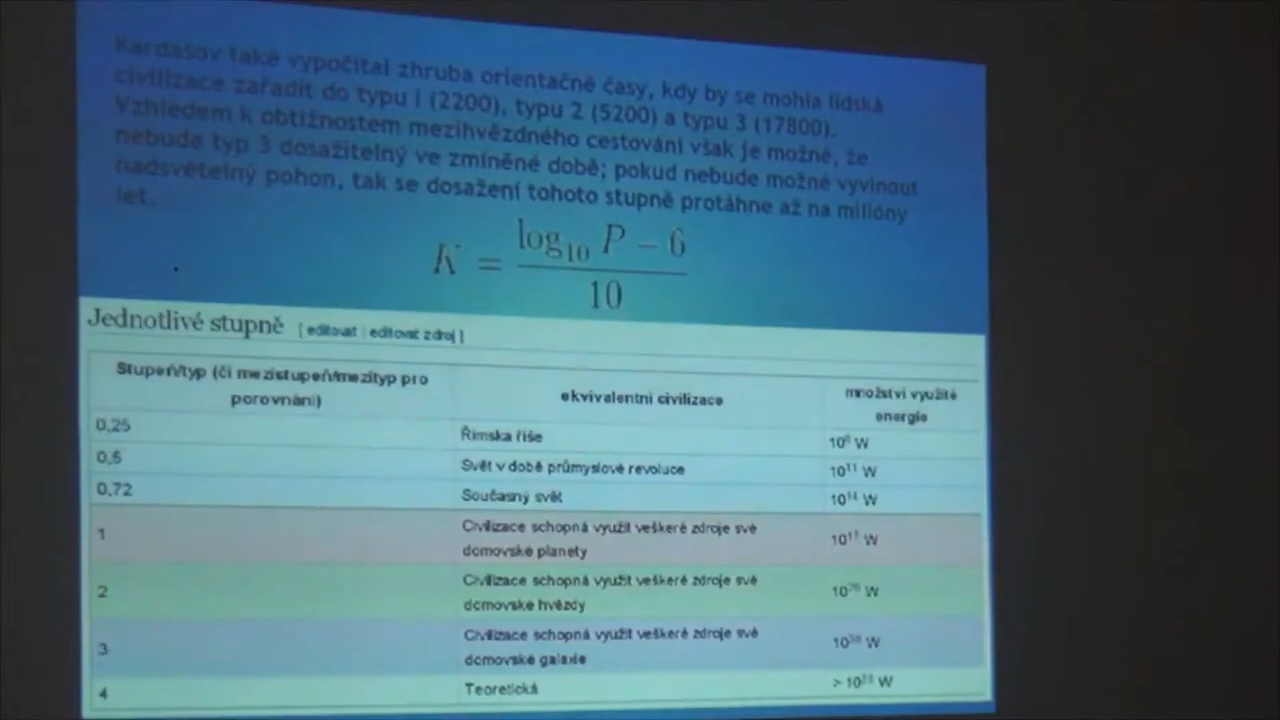 Kardašov také vypočítal zhruba orientačně časy, kdy by se mohla lidská
civilizace zařadit do typu I (2200), typu 2 (5200) a typu 3 (17800).
Vzhledem k obtížnostem mezihvězdného cestování však je možné, že
nebude typ 3 dosažitelný ve zmíněné době; pokud nebude možné vyvinout
nadsvětelný pohon, tak se dosažení tohoto stupně protáhne až na milióny
let.
K = log₁₀ P − 6
10
Jednotlivé stupně [ editovat | editovat zdroj ]
Stupeň/typ (či mezistupeň/mezityp pro
porovnání) ekvivalentní civilizace množství využité
energie
0,25 Římska říše W
0,5 Svět v době průmyslové revoluce 10¹¹ W
0,72 Současný svět 10¹⁴ W
1 Civilizace schopná využít veškeré zdroje své
domovské planety 10¹⁷ W
2 Civilizace schopná využít veškeré zdroje své
domovské hvězdy 10²⁶ W
3 Civilizace schopná využít veškeré zdroje své
domovské galaxie W
4 Teoretická W